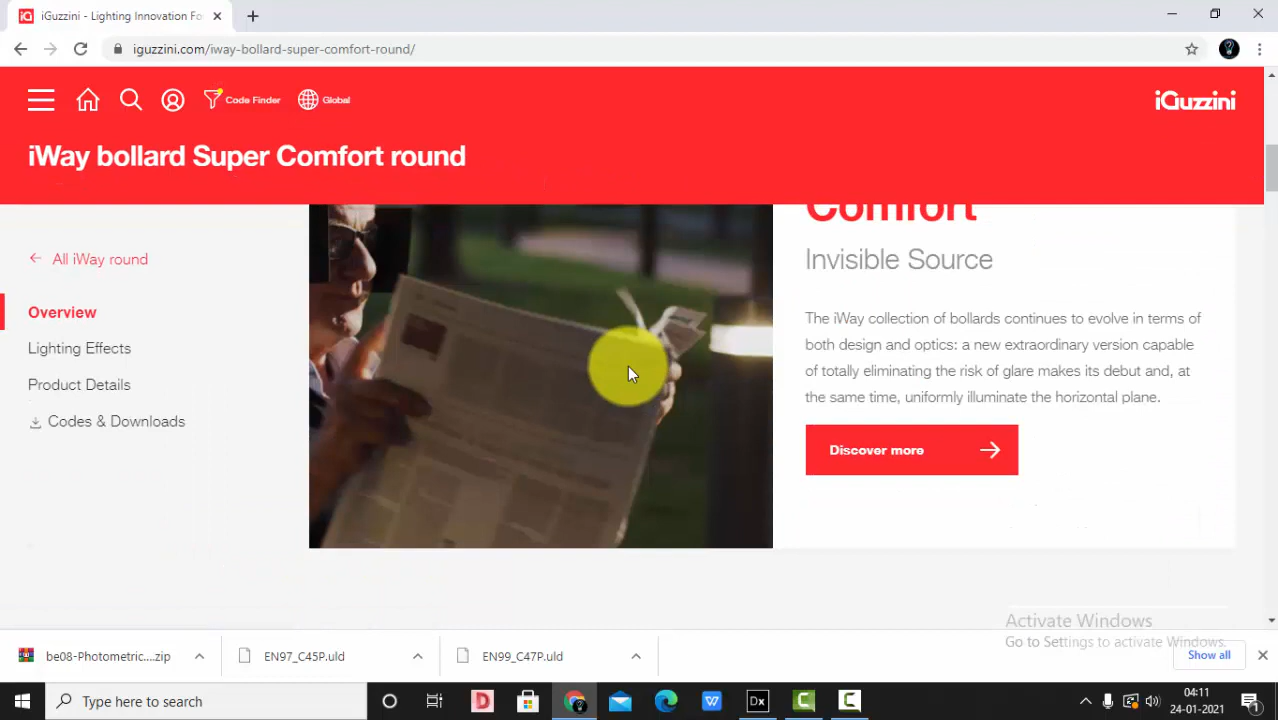 iGuzzini - Lighting Innovation Fo
iguzzini.com/iway-bollard-super-comfort-round/
Code Finder
Global
iGuzzini
iWay bollard Super Comfort round
Comfort
All iWay round
Invisible Source
Overview
Lighting Effects
Product Details
Codes & Downloads
The iWay collection of bollards continues to evolve in terms of
both design and optics: a new extraordinary version capable
of totally eliminating the risk of glare makes its debut and, at
the same time, uniformly illuminate the horizontal plane.
Discover more
Activate Windows
Go to Settings to activate Windows.
be08-Photometric....zip
EN97_C45P.uld
EN99_C47P.uld
Show all
Type here to search
04:11
24-01-2021